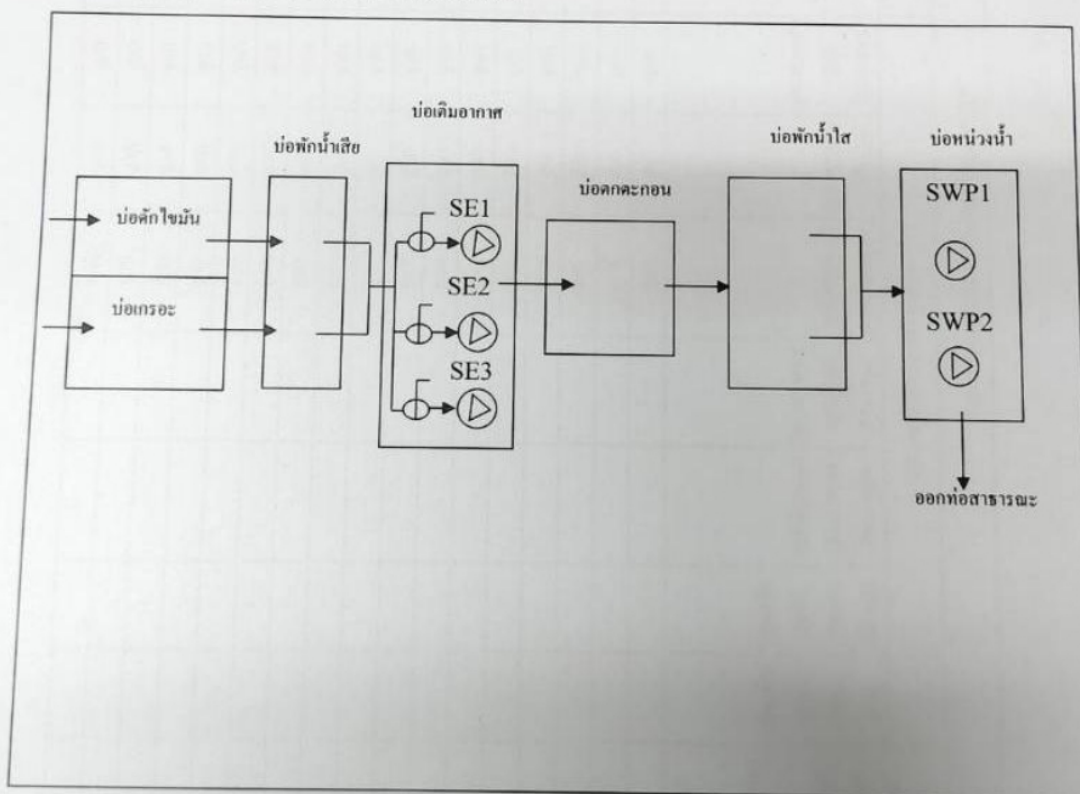 บ่อดักไขมัน
บ่อเกรอะ
บ่อพักน้ำเสีย
บ่อเติมอากาศ
SE1
SE2
SE3
บ่อตกตะกอน
บ่อพักน้ำใส
บ่อหน่วงน้ำ
SWP1
SWP2
ออกท่อสาธารณะ